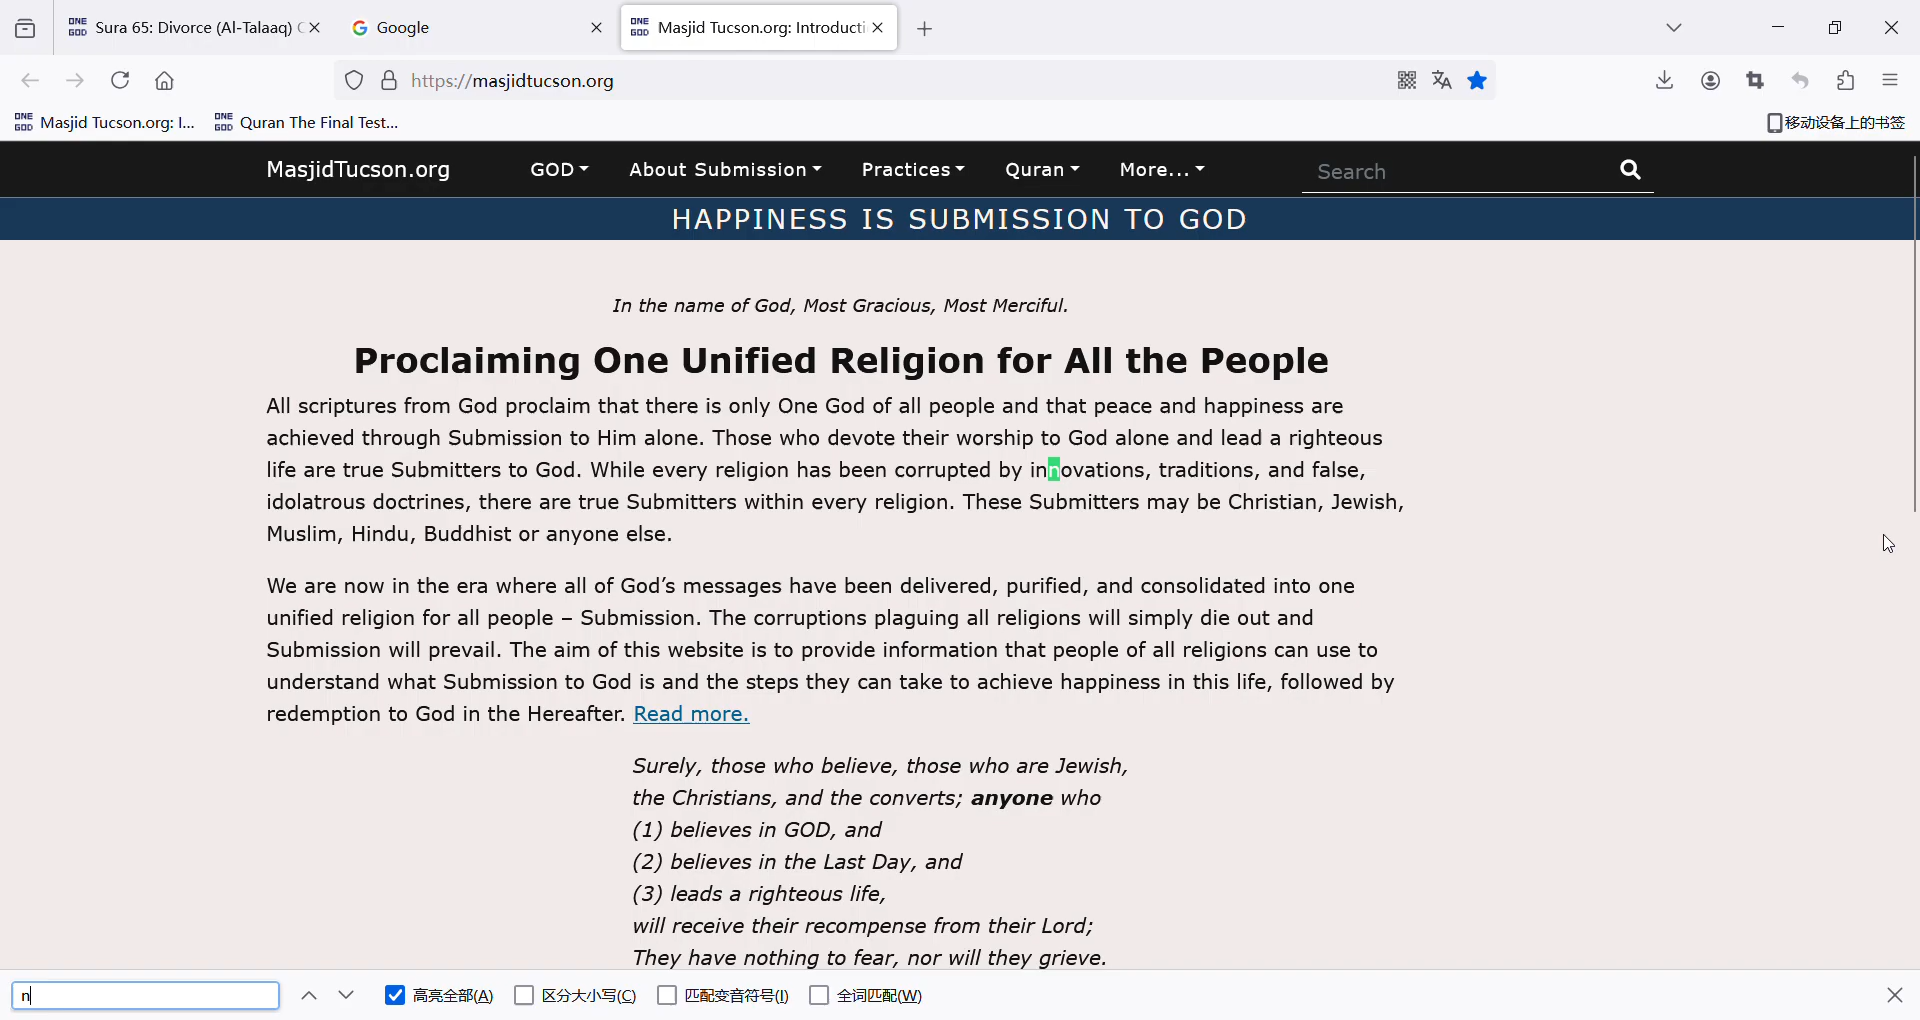 ONE GOD Sura 65: Divorce (Al-Talaaq)
Google
ONE GOD Masjid Tucson.org: Introducti
https://masjidtucson.org
ONE GOD Masjid Tucson.org: I...
ONE GOD Quran The Final Test...
移动设备上的书签
MasjidTucson.org
GOD
About Submission
Practices
Quran
More...
Search
HAPPINESS IS SUBMISSION TO GOD
In the name of God, Most Gracious, Most Merciful.
Proclaiming One Unified Religion for All the People
All scriptures from God proclaim that there is only One God of all people and that peace and happiness are
achieved through Submission to Him alone. Those who devote their worship to God alone and lead a righteous
life are true Submitters to God. While every religion has been corrupted by innovations, traditions, and false,
idolatrous doctrines, there are true Submitters within every religion. These Submitters may be Christian, Jewish,
Muslim, Hindu, Buddhist or anyone else.
We are now in the era where all of God’s messages have been delivered, purified, and consolidated into one
unified religion for all people – Submission. The corruptions plaguing all religions will simply die out and
Submission will prevail. The aim of this website is to provide information that people of all religions can use to
understand what Submission to God is and the steps they can take to achieve happiness in this life, followed by
redemption to God in the Hereafter. Read more.
Surely, those who believe, those who are Jewish,
the Christians, and the converts; anyone who
(1) believes in GOD, and
(2) believes in the Last Day, and
(3) leads a righteous life,
will receive their recompense from their Lord;
They have nothing to fear, nor will they grieve.
n
高亮全部(A)
区分大小写(C)
匹配变音符号(I)
全词匹配(W)